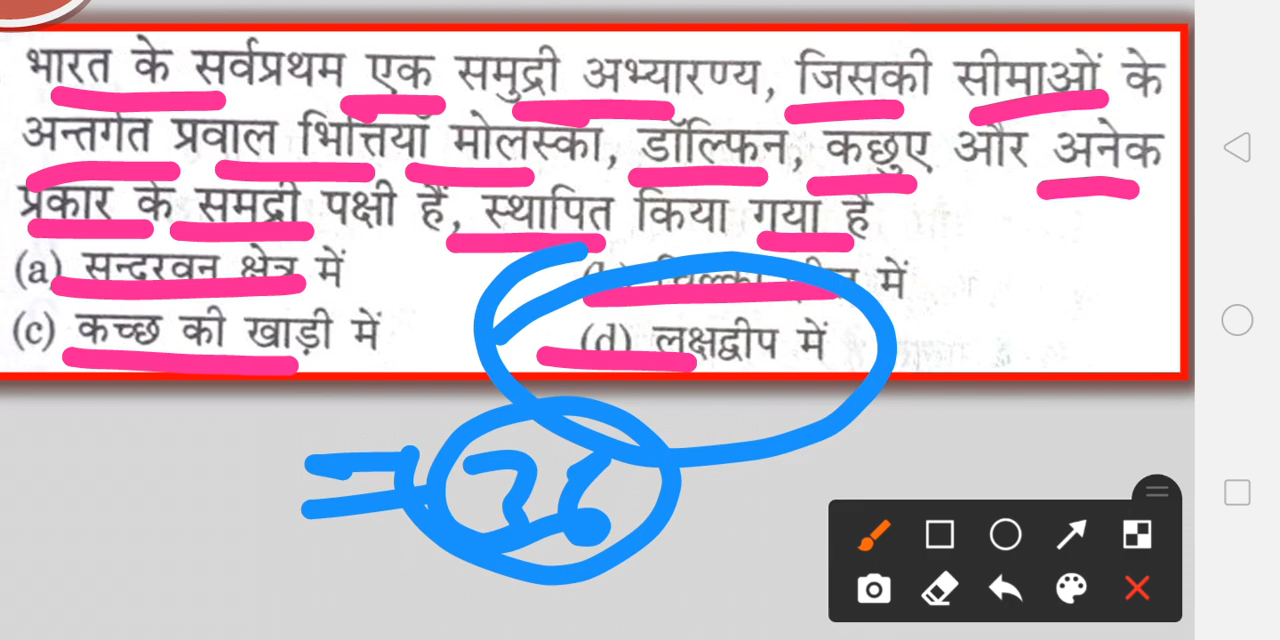 भारत के सर्वप्रथम एक समुद्री अभ्यारण्य, जिसकी सीमाओं के
अन्तर्गत प्रवाल भित्तियाँ मोलस्का, डॉल्फिन, कछुए और अनेक
प्रकार के समुद्री पक्षी हैं, स्थापित किया गया है
(a) सुन्दरवन क्षेत्र में
(b) चिल्का झील में
(c) कच्छ की खाड़ी में
(d) लक्षद्वीप में
= 36